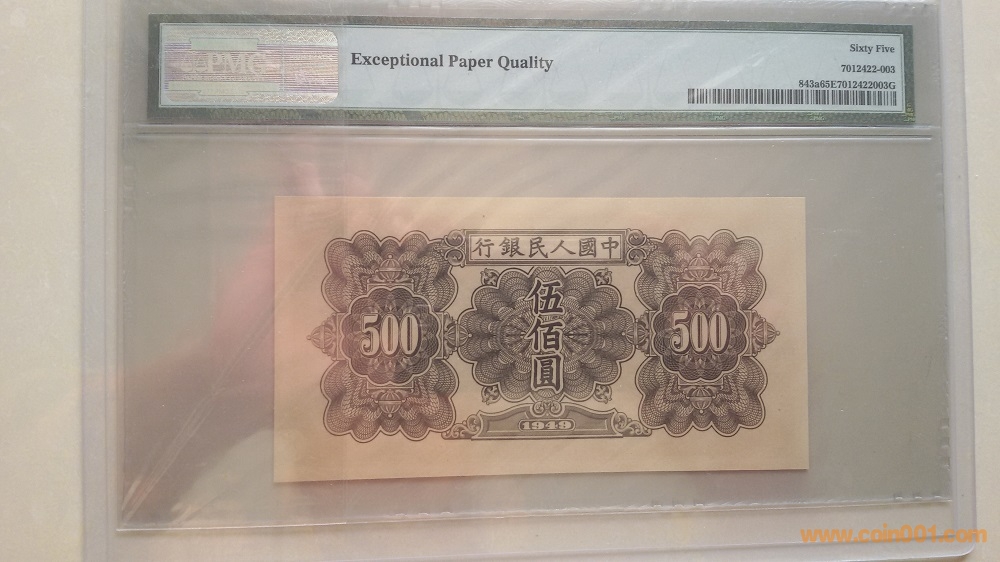 PMG
Exceptional Paper Quality
Sixty Five
7012422-003
843a65E7012422003G
行銀民人國中
500
伍佰圓
500
1949
www.coin001.com